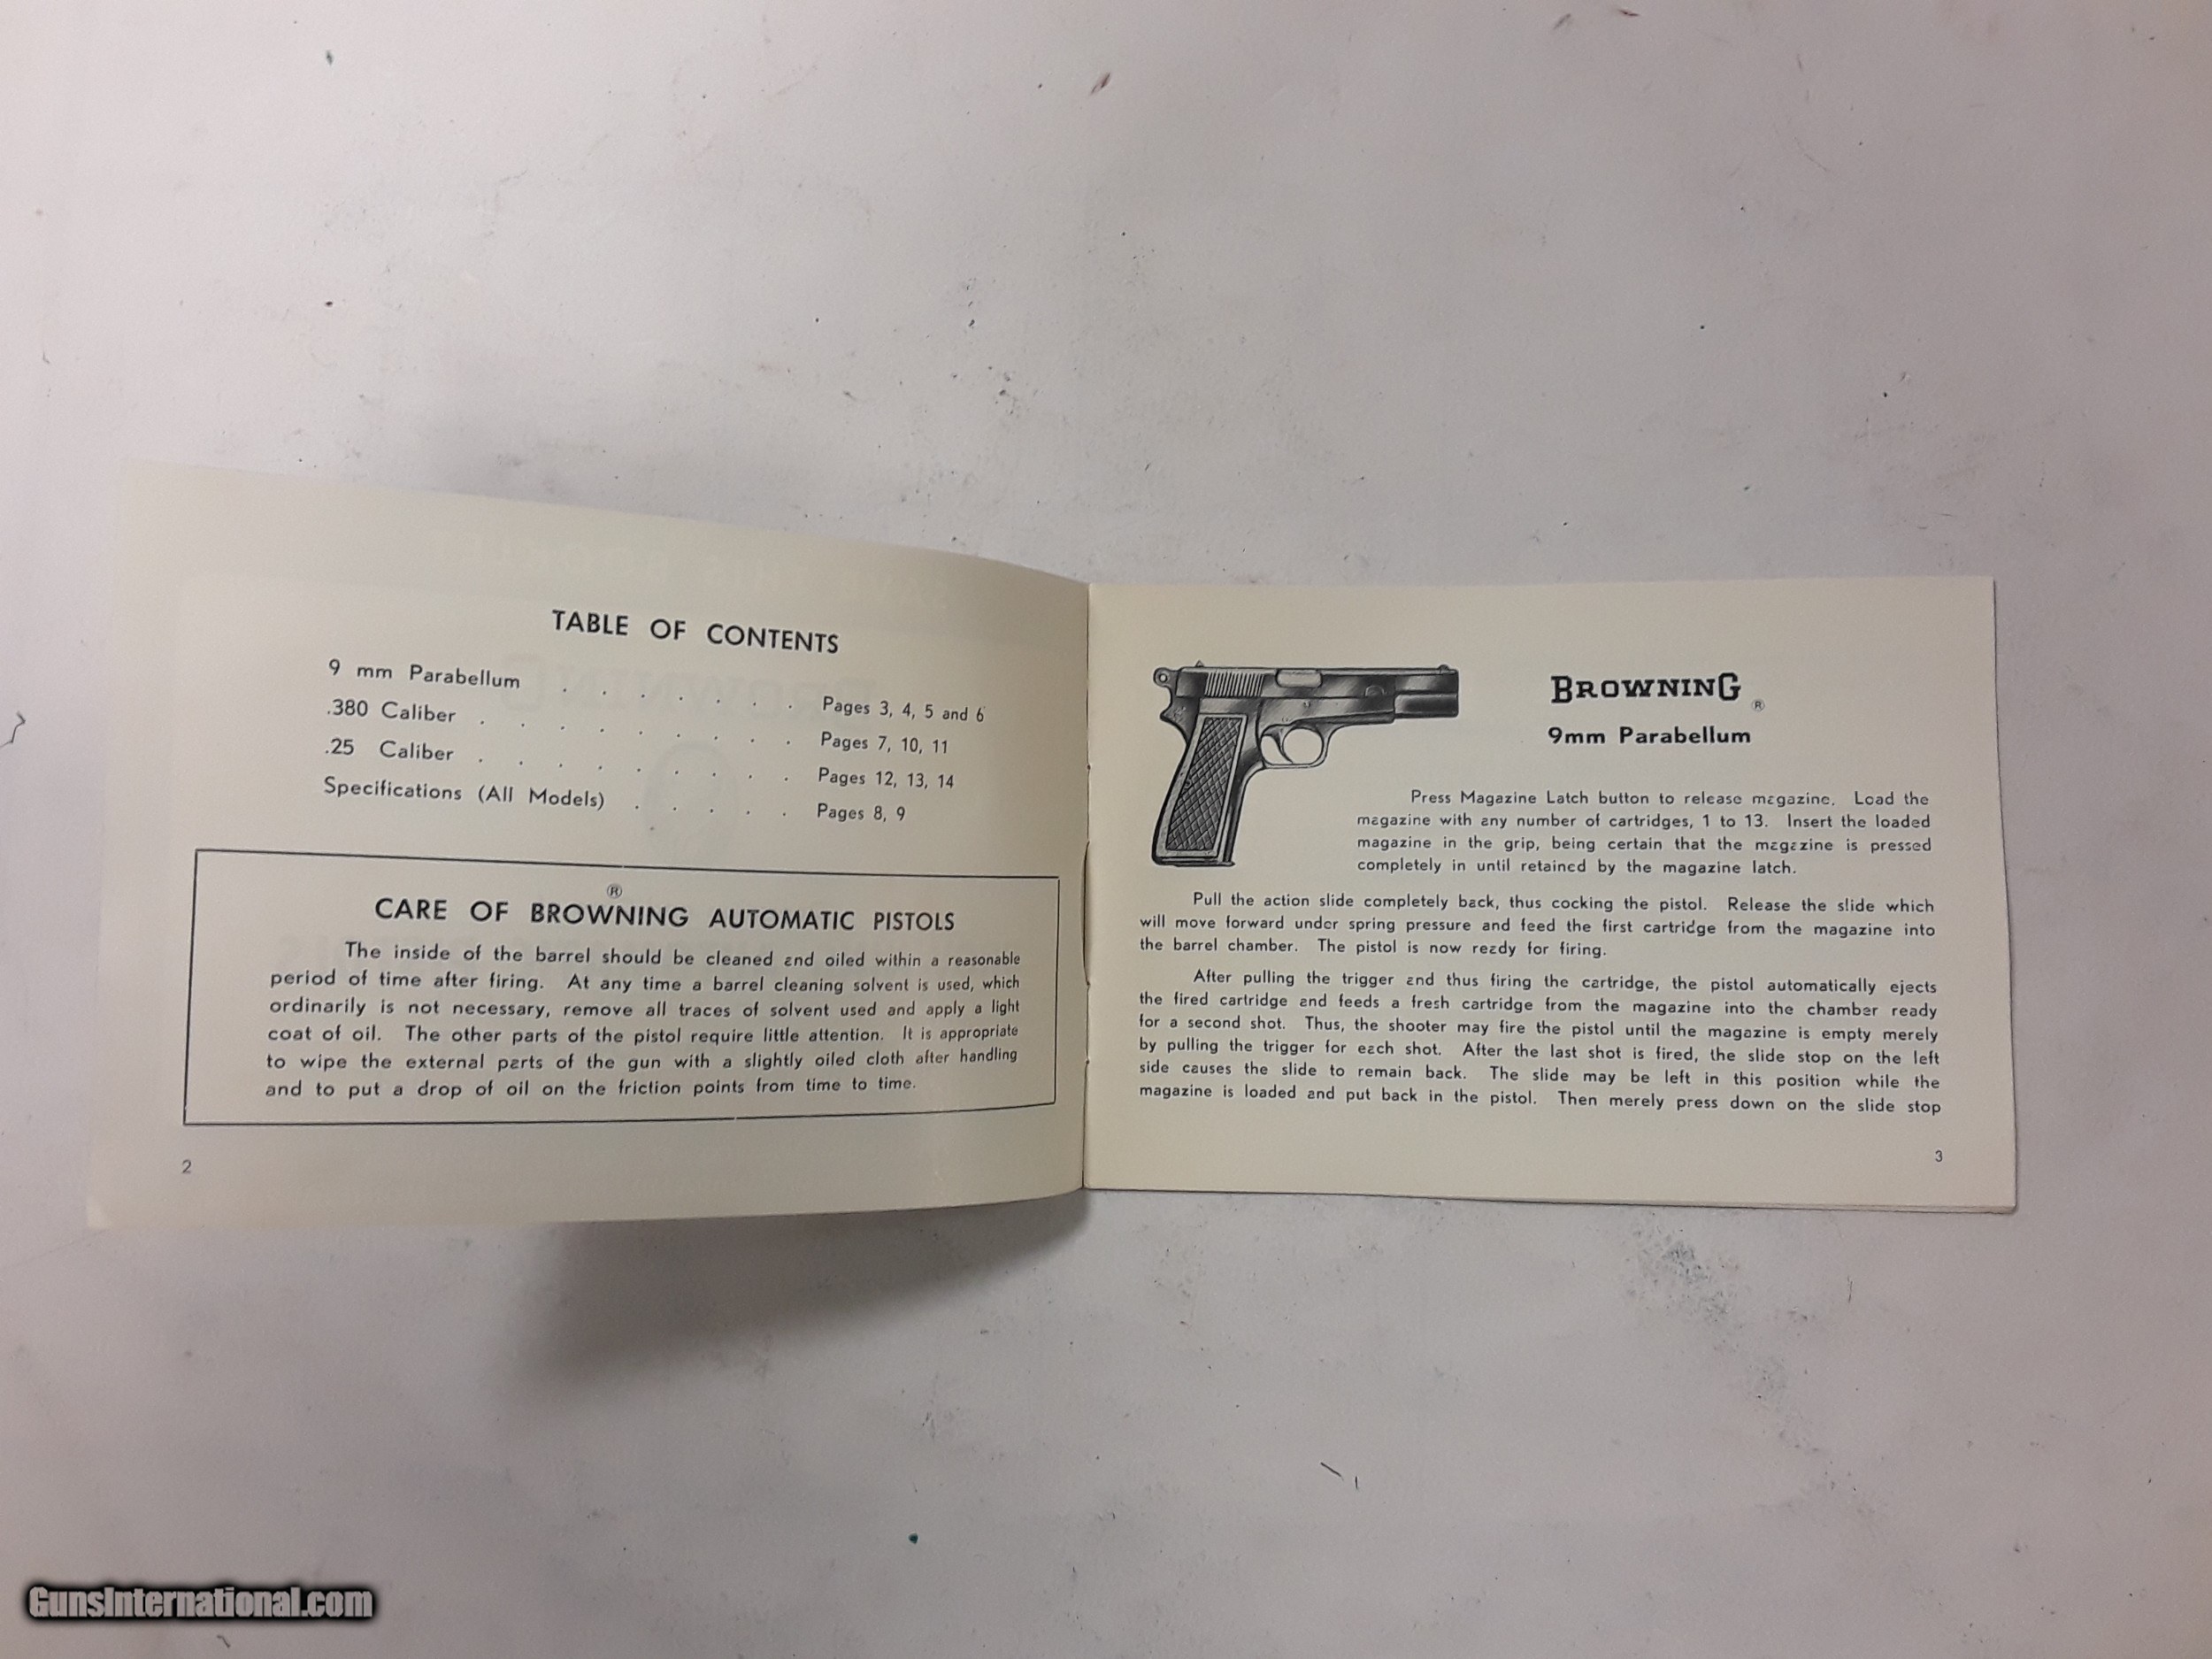 TABLE OF CONTENTS
9 mm Parabellum . . . . . . . Pages 3, 4, 5 and 6
.380 Caliber . . . . . . . . . Pages 7, 10, 11
.25 Caliber . . . . . . . . . Pages 12, 13, 14
Specifications (All Models) . . . . . Pages 8, 9
®
CARE OF BROWNING AUTOMATIC PISTOLS
The inside of the barrel should be cleaned and oiled within a reasonable
period of time after firing. At any time a barrel cleaning solvent is used, which
ordinarily is not necessary, remove all traces of solvent used and apply a light
coat of oil. The other parts of the pistol require little attention. It is appropriate
to wipe the external parts of the gun with a slightly oiled cloth after handling
and to put a drop of oil on the friction points from time to time.
2
BROWNING ®
9mm Parabellum
Press Magazine Latch button to release magazine. Load the
magazine with any number of cartridges, 1 to 13. Insert the loaded
magazine in the grip, being certain that the magazine is pressed
completely in until retained by the magazine latch.
Pull the action slide completely back, thus cocking the pistol. Release the slide which
will move forward under spring pressure and feed the first cartridge from the magazine into
the barrel chamber. The pistol is now ready for firing.
After pulling the trigger and thus firing the cartridge, the pistol automatically ejects
the fired cartridge and feeds a fresh cartridge from the magazine into the chamber ready
for a second shot. Thus, the shooter may fire the pistol until the magazine is empty merely
by pulling the trigger for each shot. After the last shot is fired, the slide stop on the left
side causes the slide to remain back. The slide may be left in this position while the
magazine is loaded and put back in the pistol. Then merely press down on the slide stop
3
GunsInternational.com